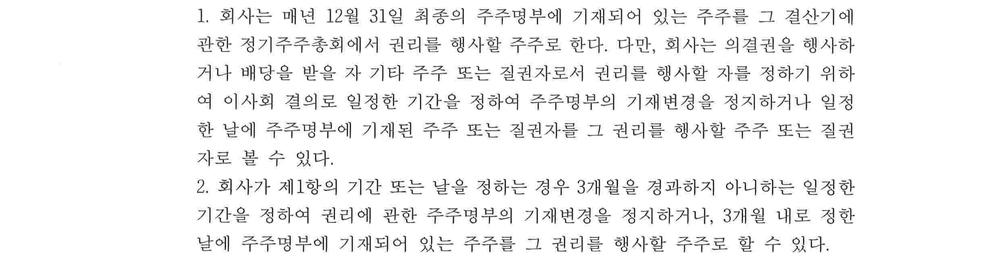 1. 회사는 매년 12월 31일 최종의 주주명부에 기재되어 있는 주주를 그 결산기에
관한 정기주주총회에서 권리를 행사할 주주로 한다. 다만, 회사는 의결권을 행사하
거나 배당을 받을 자 기타 주주 또는 질권자로서 권리를 행사할 자를 정하기 위하
여 이사회 결의로 일정한 기간을 정하여 주주명부의 기재변경을 정지하거나 일정
한 날에 주주명부에 기재된 주주 또는 질권자를 그 권리를 행사할 주주 또는 질권
자로 볼 수 있다.
2. 회사가 제1항의 기간 또는 날을 정하는 경우 3개월을 경과하지 아니하는 일정한
기간을 정하여 권리에 관한 주주명부의 기재변경을 정지하거나, 3개월 내로 정한
날에 주주명부에 기재되어 있는 주주를 그 권리를 행사할 주주로 할 수 있다.